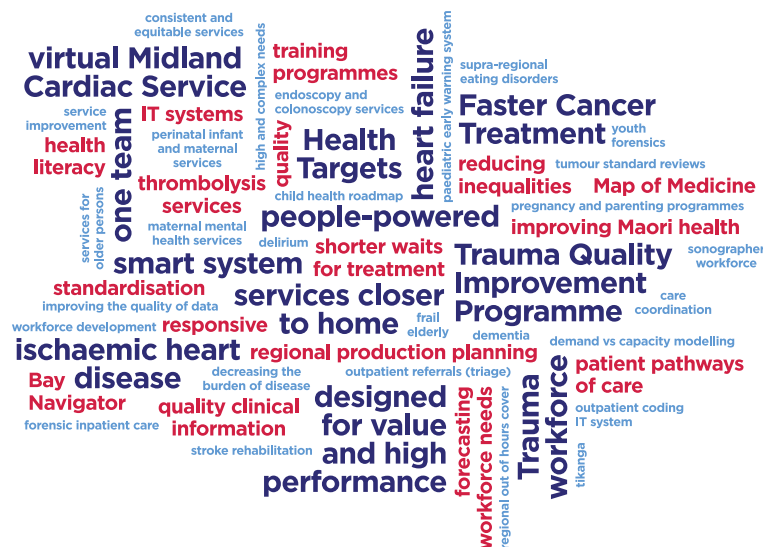 consistent and
equitable services
virtual Midland
Cardiac Service
high and complex needs
training
programmes
heart failure
paediatric early warning system
supra-regional
eating disorders
service
improvement
one team
IT systems
endoscopy and
colonoscopy services
Faster Cancer
Treatment
youth
forensics
health
literacy
perinatal infant
and maternal
services
quality
Health
Targets
reducing
inequalities
tumour standard reviews
Map of Medicine
thrombolysis
services
child health roadmap
pregnancy and parenting programmes
services for
older persons
maternal mental
health services
people-powered
improving Maori health
delirium
shorter waits
for treatment
smart system
Trauma Quality
Improvement
Programme
sonographer
workforce
standardisation
services closer
to home
improving the quality of data
care
coordination
workforce development
responsive
frail
elderly
dementia
demand vs capacity modelling
ischaemic heart
disease
regional production planning
patient pathways
of care
Bay
Navigator
decreasing the
burden of disease
outpatient referrals (triage)
quality clinical
information
designed
for value
and high
performance
forecasting
workforce needs
regional out of hours cover
Trauma
workforce
outpatient coding
IT system
tikanga
forensic inpatient care
stroke rehabilitation